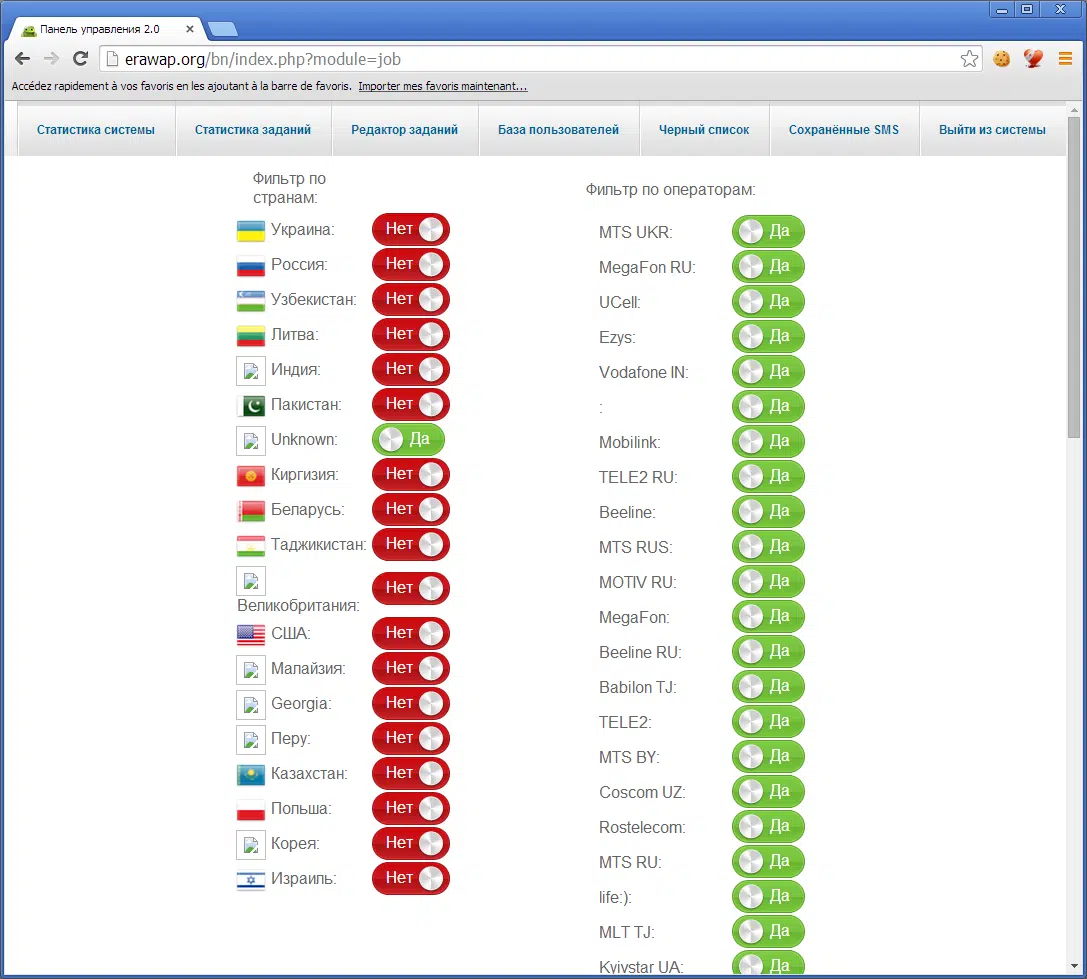 Панель управления 2.0
erawap.org/bn/index.php?module=job
Accédez rapidement à vos favoris en les ajoutant à la barre de favoris. Importer mes favoris maintenant...
Статистика системы Статистика заданий Редактор заданий База пользователей Черный список Сохранённые SMS Выйти из системы
Фильтр по
странам:
Украина: Нет
Россия: Нет
Узбекистан: Нет
Литва: Нет
Индия: Нет
Пакистан: Нет
Unknown: Да
Киргизия: Нет
Беларусь: Нет
Таджикистан: Нет
Великобритания: Нет
США: Нет
Малайзия: Нет
Georgia: Нет
Перу: Нет
Казахстан: Нет
Польша: Нет
Корея: Нет
Израиль: Нет
Фильтр по операторам:
MTS UKR: Да
MegaFon RU: Да
UCell: Да
Ezys: Да
Vodafone IN: Да
: Да
Mobilink: Да
TELE2 RU: Да
Beeline: Да
MTS RUS: Да
MOTIV RU: Да
MegaFon: Да
Beeline RU: Да
Babilon TJ: Да
TELE2: Да
MTS BY: Да
Coscom UZ: Да
Rostelecom: Да
MTS RU: Да
life:): Да
MLT TJ: Да
Kyivstar UA: Да